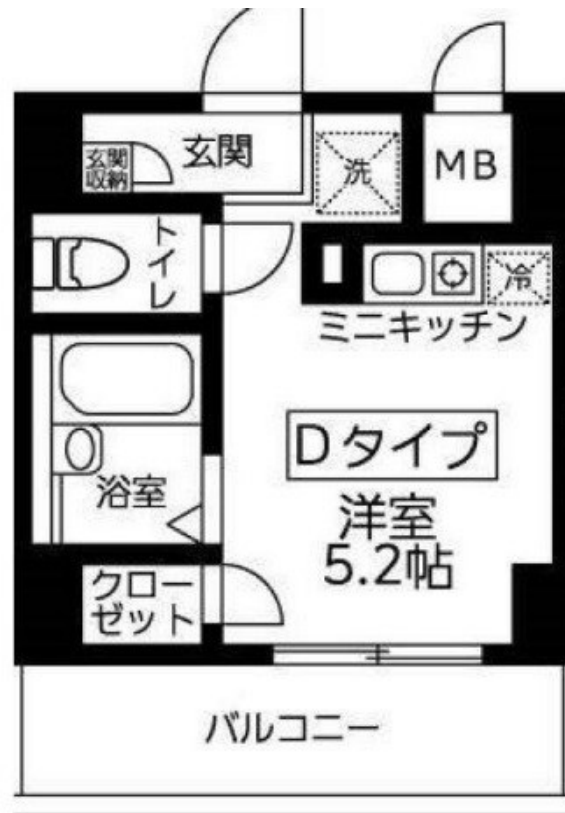 玄関
玄関
収納
洗
MB
トイレ
冷
ミニキッチン
Dタイプ
浴室
洋室
5.2帖
クロー
ゼット
バルコニー